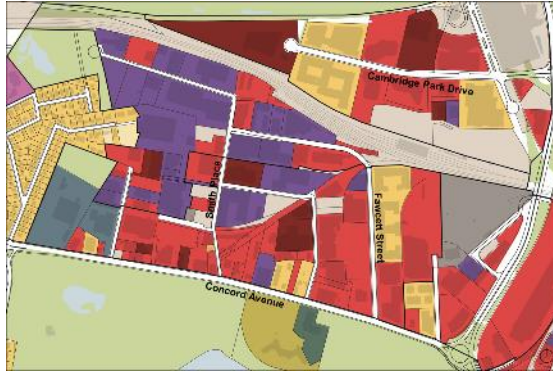 Cambridge Park Drive
Smith Place
Fawcett Street
Concord Avenue